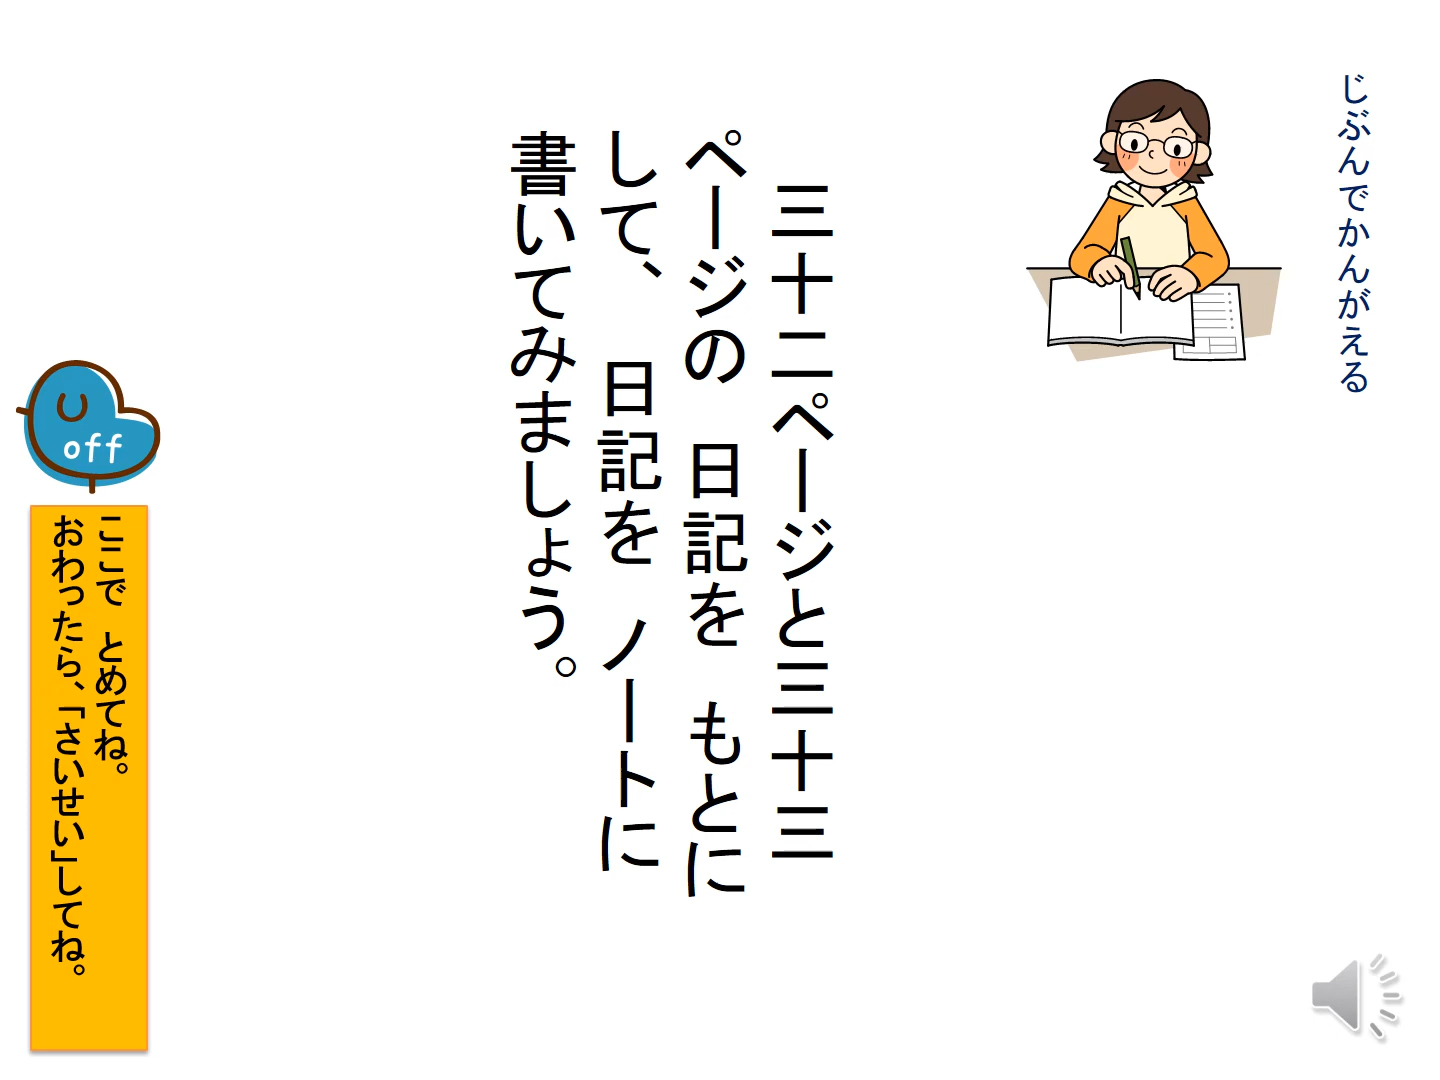 じぶんでかんがえる
三十二ページと三十三
ページの　日記を　もとに
して、　日記を　ノートに
書いてみましょう。
off
ここで　とめてね。
おわったら、「さいせい」してね。